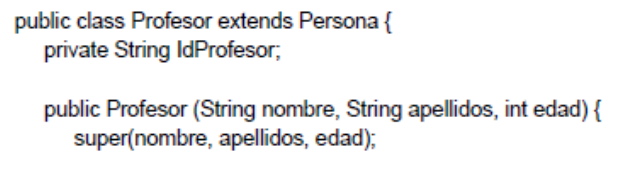 public class Profesor extends Persona {
private String IdProfesor;
public Profesor (String nombre, String apellidos, int edad) {
super(nombre, apellidos, edad);